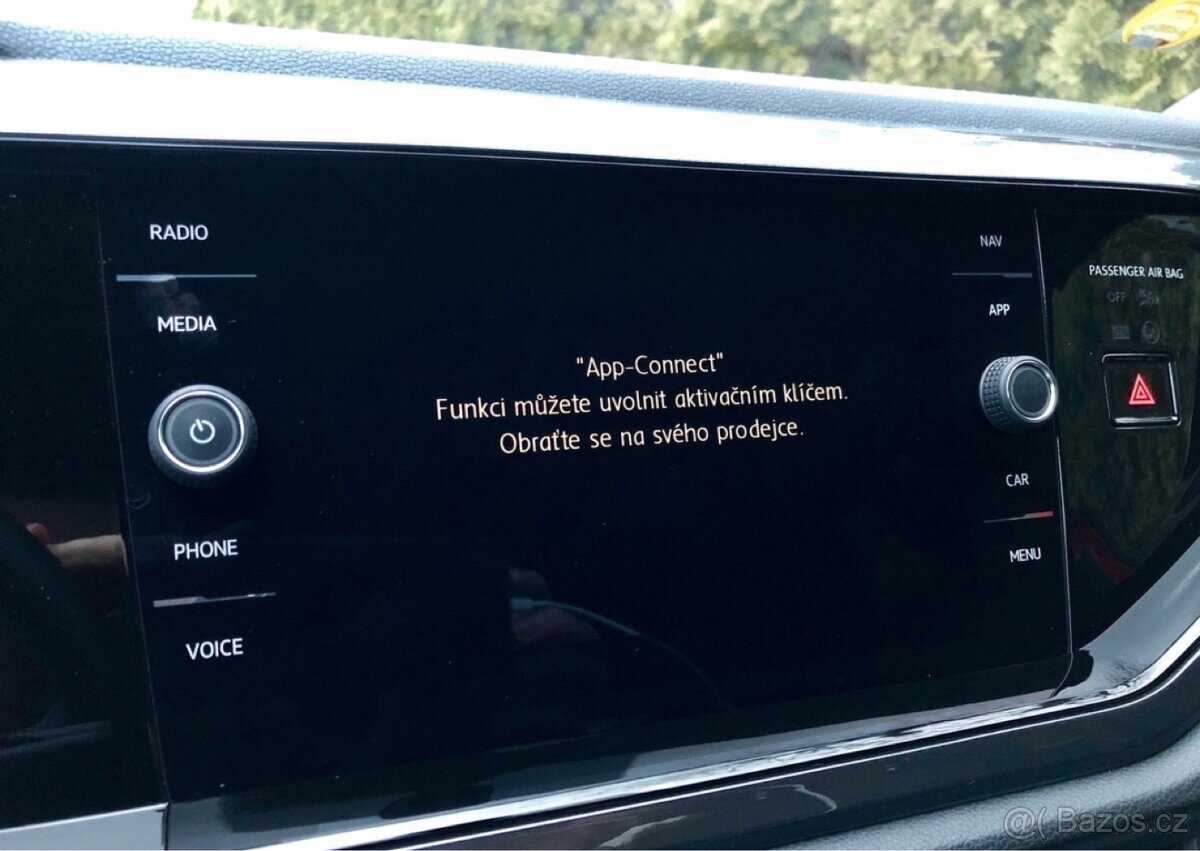 RADIO
MEDIA
PHONE
VOICE
"App-Connect"
Funkci můžete uvolnit aktivačním klíčem.
Obraťte se na svého prodejce.
NAV
APP
CAR
MENU
PASSENGER AIR BAG
OFF
@( Bazos.cz